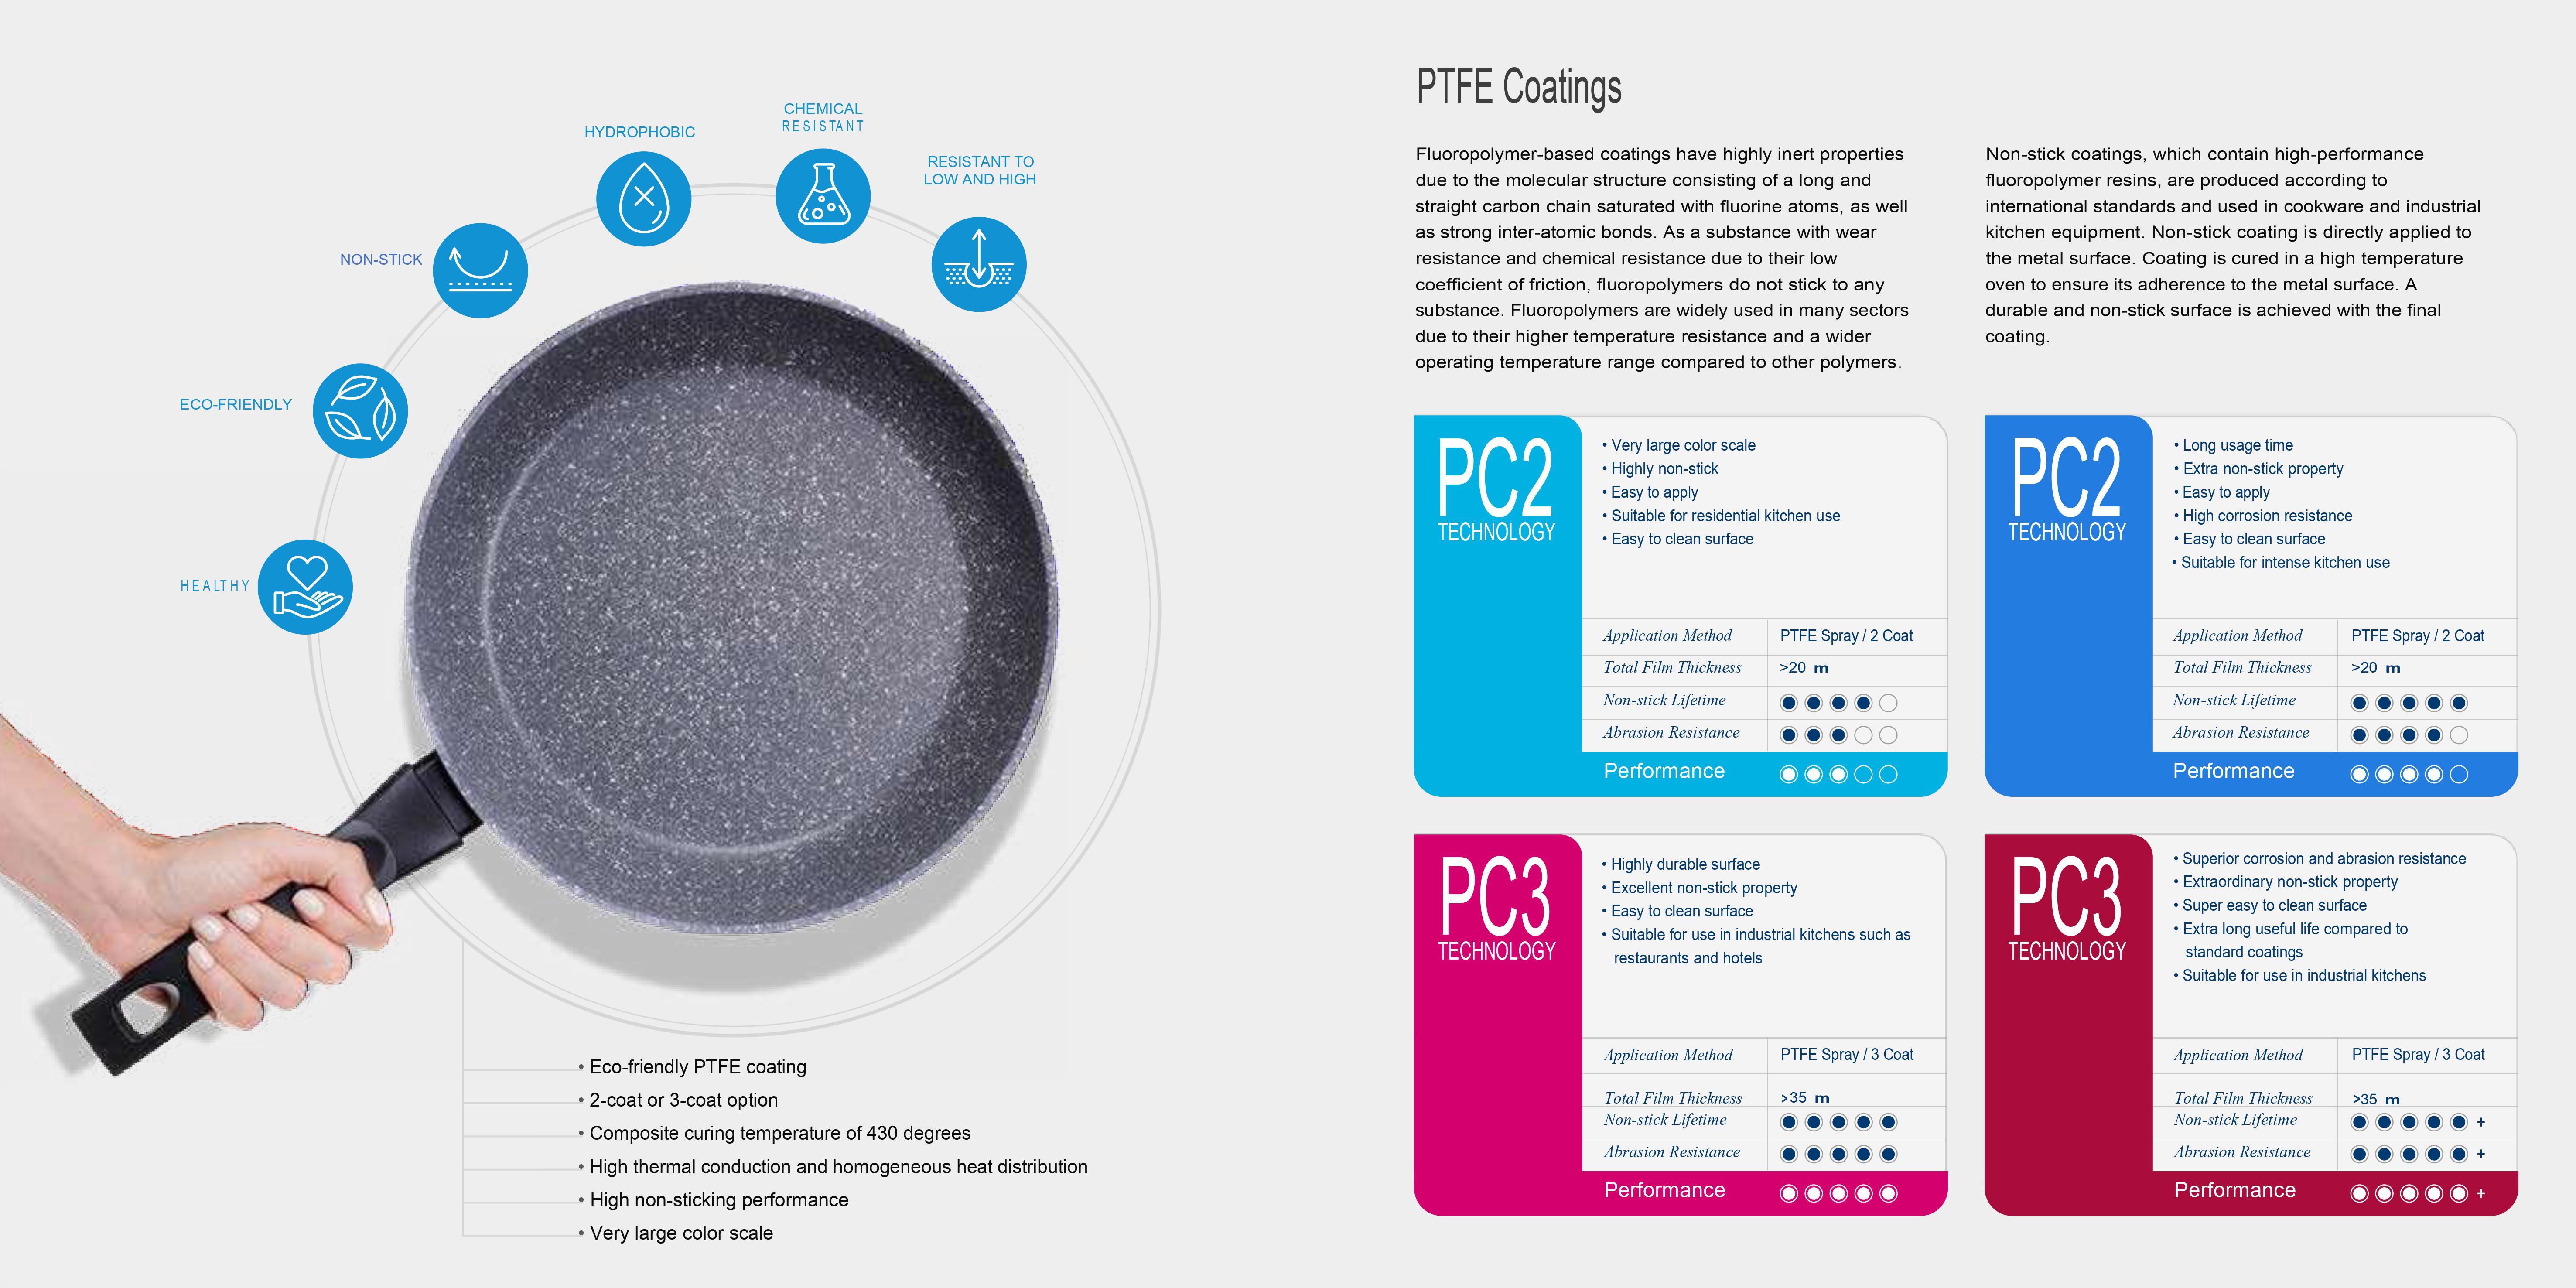 CHEMICAL
RESISTANT
HYDROPHOBIC
RESISTANT TO
LOW AND HIGH
NON-STICK
ECO-FRIENDLY
HEALTHY
• Eco-friendly PTFE coating
• 2-coat or 3-coat option
• Composite curing temperature of 430 degrees
• High thermal conduction and homogeneous heat distribution
• High non-sticking performance
• Very large color scale
PTFE Coatings
Fluoropolymer-based coatings have highly inert properties
due to the molecular structure consisting of a long and
straight carbon chain saturated with fluorine atoms, as well
as strong inter-atomic bonds. As a substance with wear
resistance and chemical resistance due to their low
coefficient of friction, fluoropolymers do not stick to any
substance. Fluoropolymers are widely used in many sectors
due to their higher temperature resistance and a wider
operating temperature range compared to other polymers.
Non-stick coatings, which contain high-performance
fluoropolymer resins, are produced according to
international standards and used in cookware and industrial
kitchen equipment. Non-stick coating is directly applied to
the metal surface. Coating is cured in a high temperature
oven to ensure its adherence to the metal surface. A
durable and non-stick surface is achieved with the final
coating.
PC2
TECHNOLOGY
• Very large color scale
• Highly non-stick
• Easy to apply
• Suitable for residential kitchen use
• Easy to clean surface
Application Method PTFE Spray / 2 Coat
Total Film Thickness >20 m
Non-stick Lifetime
Abrasion Resistance
Performance
PC2
TECHNOLOGY
• Long usage time
• Extra non-stick property
• Easy to apply
• High corrosion resistance
• Easy to clean surface
• Suitable for intense kitchen use
Application Method PTFE Spray / 2 Coat
Total Film Thickness >20 m
Non-stick Lifetime
Abrasion Resistance
Performance
PC3
TECHNOLOGY
• Highly durable surface
• Excellent non-stick property
• Easy to clean surface
• Suitable for use in industrial kitchens such as
restaurants and hotels
Application Method PTFE Spray / 3 Coat
Total Film Thickness >35 m
Non-stick Lifetime
Abrasion Resistance
Performance
PC3
TECHNOLOGY
• Superior corrosion and abrasion resistance
• Extraordinary non-stick property
• Super easy to clean surface
• Extra long useful life compared to
standard coatings
• Suitable for use in industrial kitchens
Application Method PTFE Spray / 3 Coat
Total Film Thickness >35 m
Non-stick Lifetime +
Abrasion Resistance +
Performance +